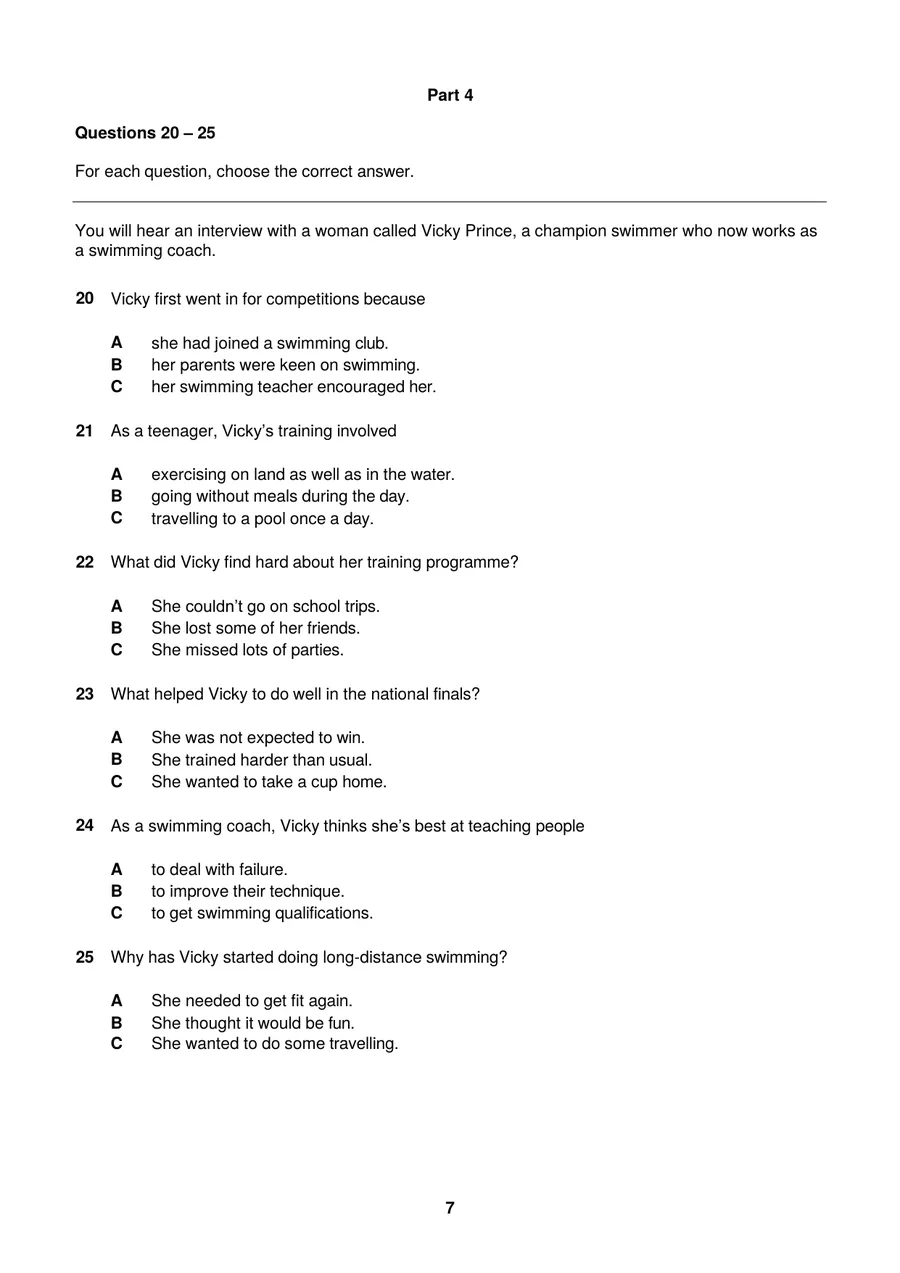 Part 4
Questions 20 – 25
For each question, choose the correct answer.
You will hear an interview with a woman called Vicky Prince, a champion swimmer who now works as
a swimming coach.
20 Vicky first went in for competitions because
A she had joined a swimming club.
B her parents were keen on swimming.
C her swimming teacher encouraged her.
21 As a teenager, Vicky's training involved
A exercising on land as well as in the water.
B going without meals during the day.
C travelling to a pool once a day.
22 What did Vicky find hard about her training programme?
A She couldn't go on school trips.
B She lost some of her friends.
C She missed lots of parties.
23 What helped Vicky to do well in the national finals?
A She was not expected to win.
B She trained harder than usual.
C She wanted to take a cup home.
24 As a swimming coach, Vicky thinks she's best at teaching people
A to deal with failure.
B to improve their technique.
C to get swimming qualifications.
25 Why has Vicky started doing long-distance swimming?
A She needed to get fit again.
B She thought it would be fun.
C She wanted to do some travelling.
7